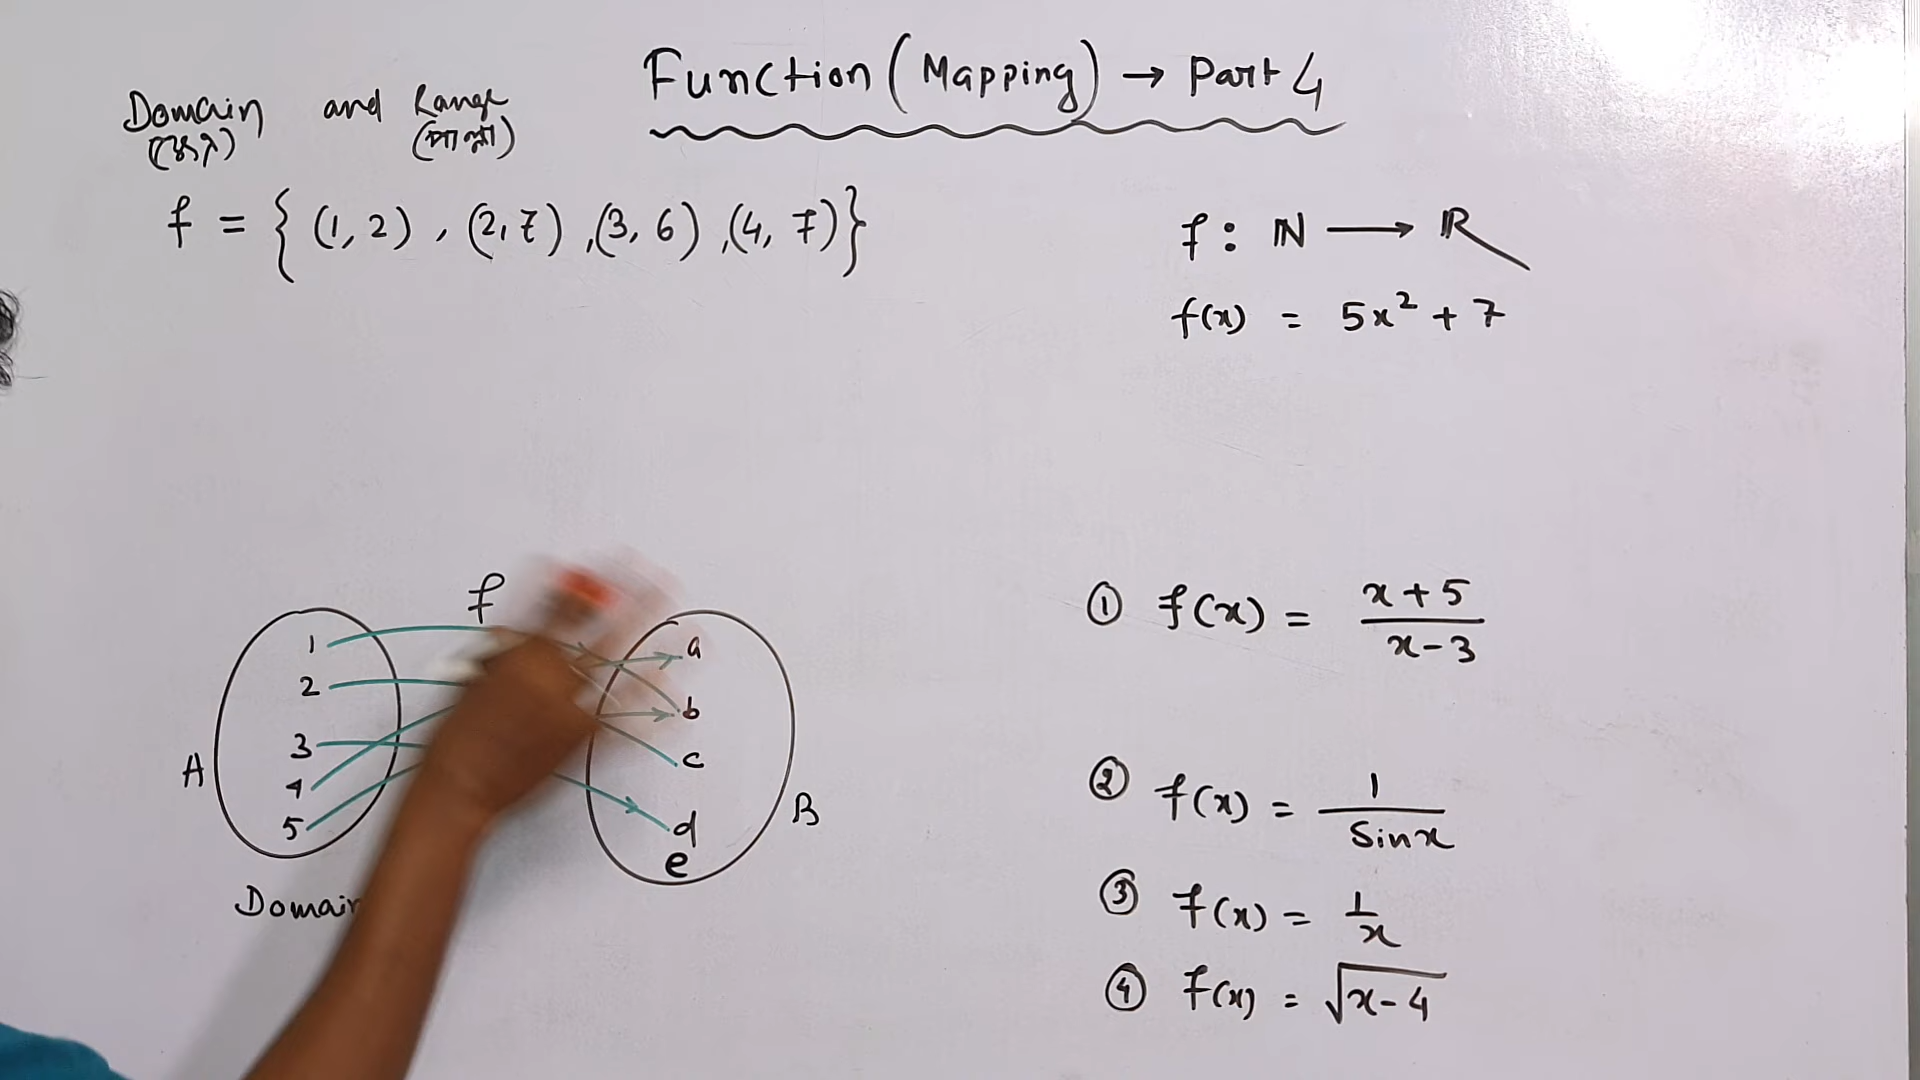 Function (Mapping) → Part 4
Domain and Range
(পাল্লা)
f = { (1, 2) , (2, 7) , (3, 6) , (4, 7) }
f : ℕ ⟶ ℝ
f(x) = 5x² + 7
f
1
2
3
4
5
A
a
b
c
d
e
B
① f(x) = (x+5)/(x-3)
② f(x) = 1/Sinx
③ f(x) = 1/x
④ f(x) = √(x-4)